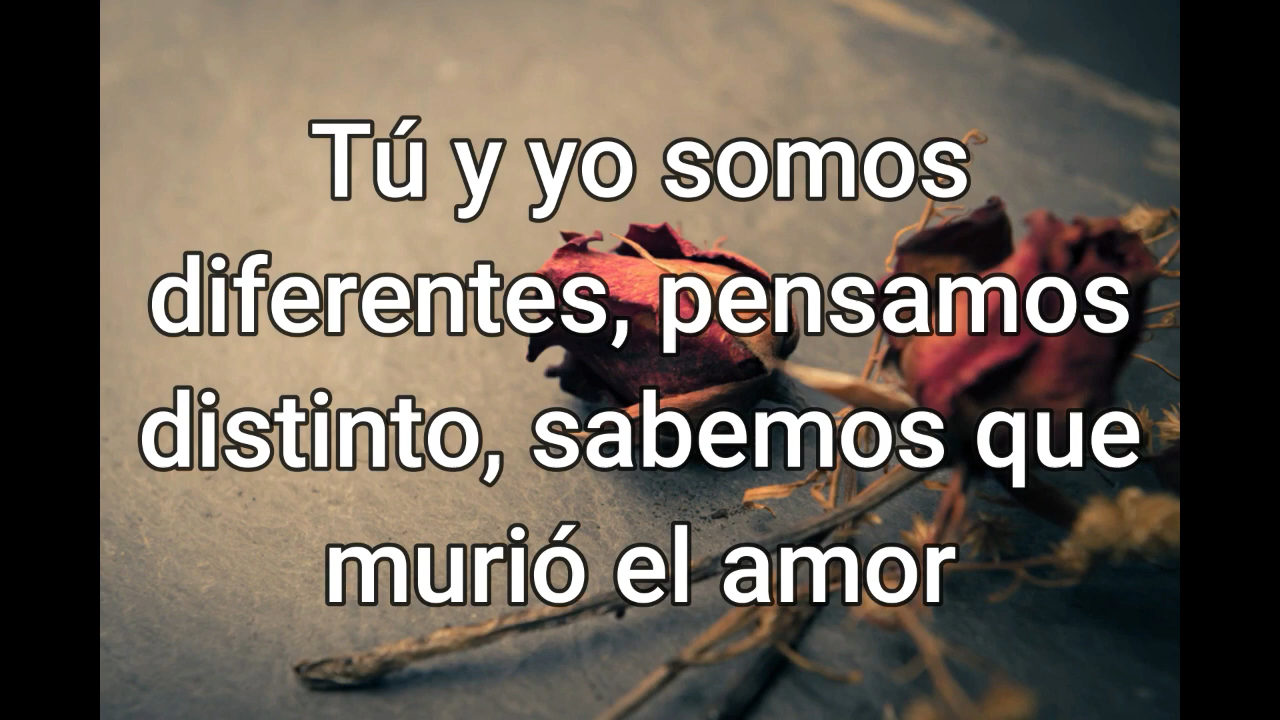 Tú y yo somos
diferentes, pensamos
distinto, sabemos que
murió el amor